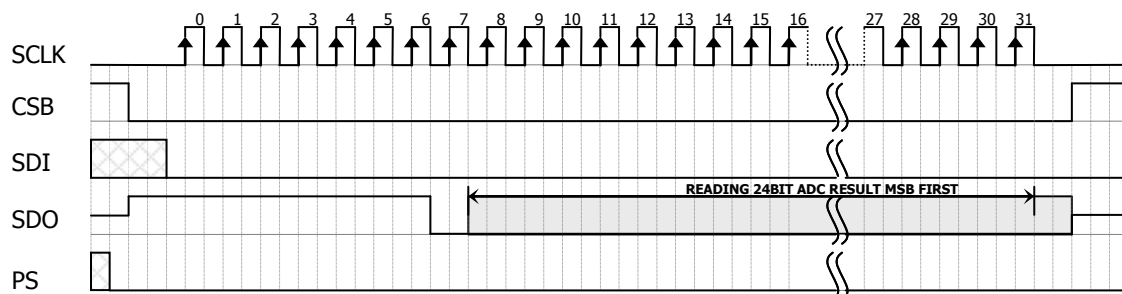 0 1 2 3 4 5 6 7 8 9 10 11 12 13 14 15 16 27 28 29 30 31
SCLK
CSB
SDI
READING 24BIT ADC RESULT MSB FIRST
SDO
PS